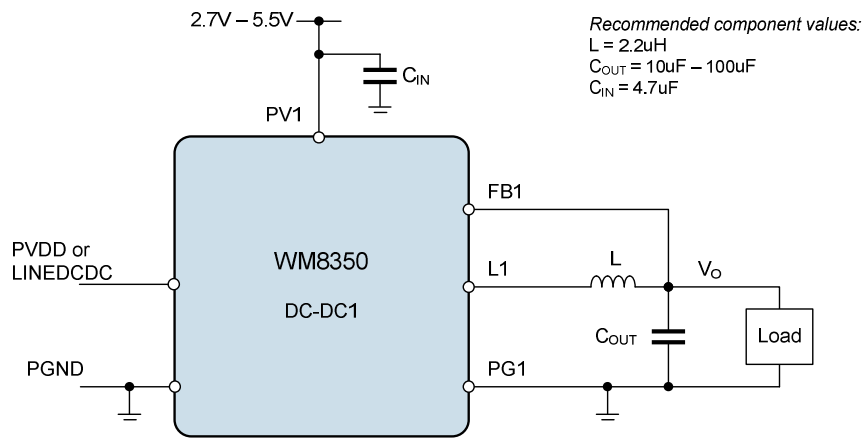 2.7V – 5.5V
Recommended component values:
L = 2.2uH
COUT = 10uF – 100uF
CIN = 4.7uF
CIN
PV1
FB1
PVDD or
LINEDCDC
WM8350
DC-DC1
L1
L
VO
COUT
Load
PGND
PG1